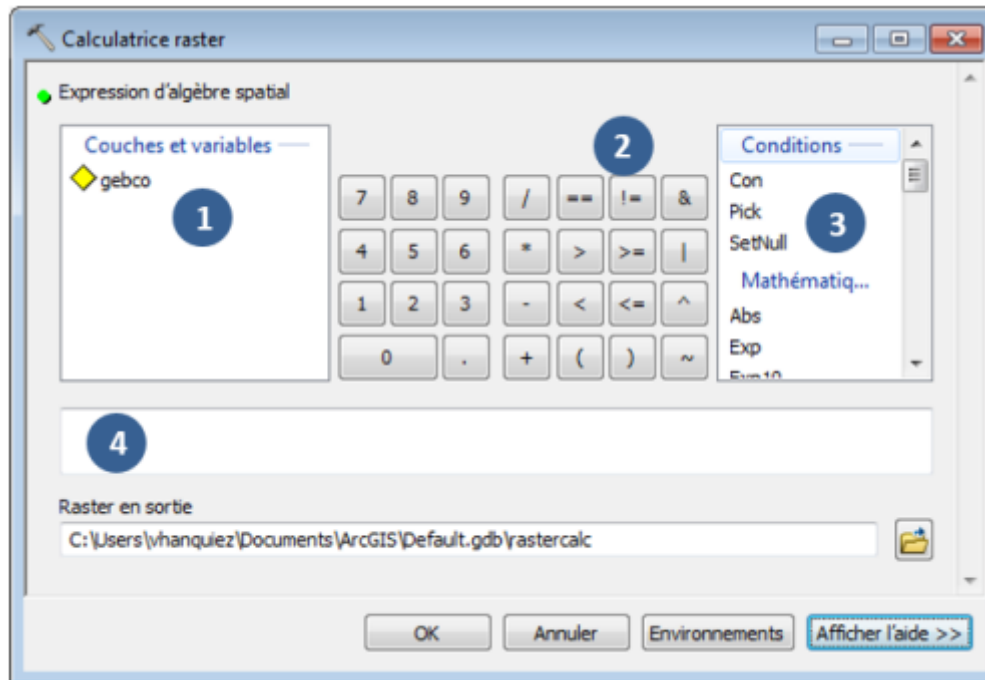 Calculatrice raster
Expression d'algèbre spatial
Couches et variables
gebco
1
2
7 8 9 / == != &
4 5 6 * > >= |
1 2 3 - < <= ^
0 . + ( ) ~
Conditions
Con
Pick
SetNull
3
Mathématiq...
Abs
Exp
Exp10
4
Raster en sortie
C:\Users\vhanquiez\Documents\ArcGIS\Default.gdb\rastercalc
OK Annuler Environnements Afficher l'aide >>